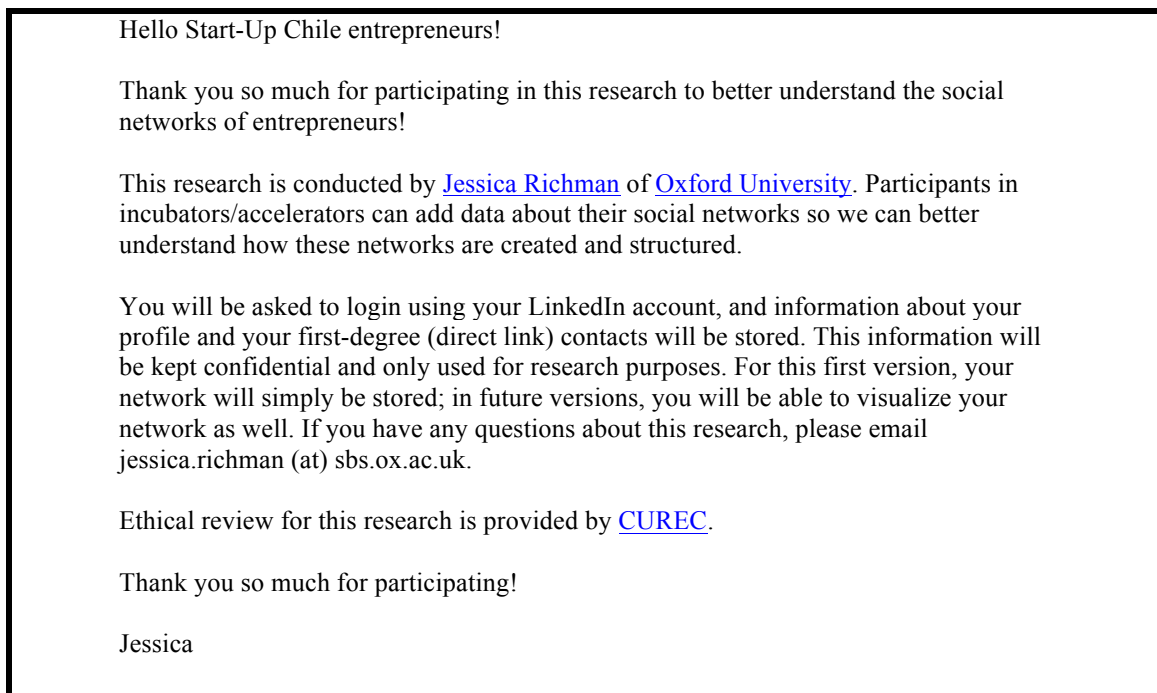 Hello Start-Up Chile entrepreneurs!
Thank you so much for participating in this research to better understand the social
networks of entrepreneurs!
This research is conducted by Jessica Richman of Oxford University. Participants in
incubators/accelerators can add data about their social networks so we can better
understand how these networks are created and structured.
You will be asked to login using your LinkedIn account, and information about your
profile and your first-degree (direct link) contacts will be stored. This information will
be kept confidential and only used for research purposes. For this first version, your
network will simply be stored; in future versions, you will be able to visualize your
network as well. If you have any questions about this research, please email
jessica.richman (at) sbs.ox.ac.uk.
Ethical review for this research is provided by CUREC.
Thank you so much for participating!
Jessica